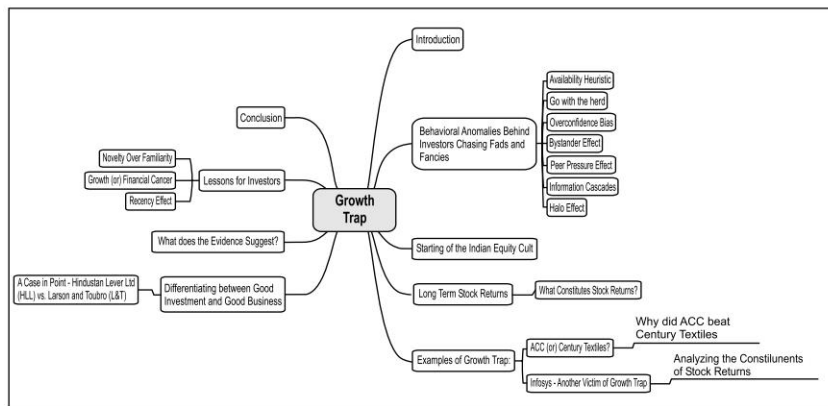 Growth
Trap
Introduction
Behavioral Anomalies Behind
Investors Chasing Fads and
Fancies
Availability Heuristic
Go with the herd
Overconfidence Bias
Bystander Effect
Peer Pressure Effect
Information Cascades
Halo Effect
Starting of the Indian Equity Cult
Long Term Stock Returns
What Constitutes Stock Returns?
Examples of Growth Trap:
ACC (or) Century Textiles?
Why did ACC beat
Century Textiles
Infosys - Another Victim of Growth Trap
Analyzing the Constilunents
of Stock Returns
Differentiating between Good
Investment and Good Business
A Case in Point - Hindustan Lever Ltd
(HLL) vs. Larson and Toubro (L&T)
What does the Evidence Suggest?
Lessons for Investors
Novelty Over Familiarity
Growth (or) Financial Cancer
Recency Effect
Conclusion